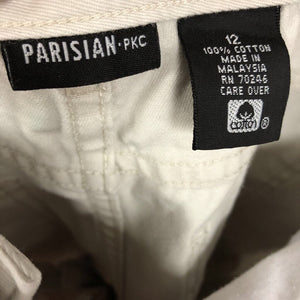 PARISIAN·PKC
12
100% COTTON
MADE IN
MALAYSIA
RN 70246
CARE OVER
COTTON ®